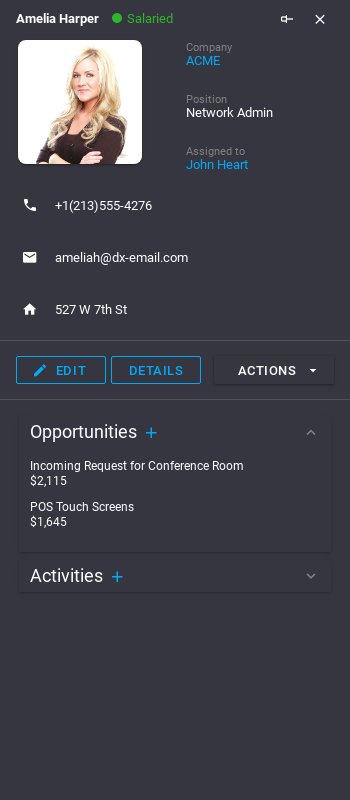 Amelia Harper Salaried
Company
ACME
Position
Network Admin
Assigned to
John Heart
+1(213)555-4276
ameliah@dx-email.com
527 W 7th St
EDIT DETAILS ACTIONS
Opportunities
Incoming Request for Conference Room
$2,115
POS Touch Screens
$1,645
Activities